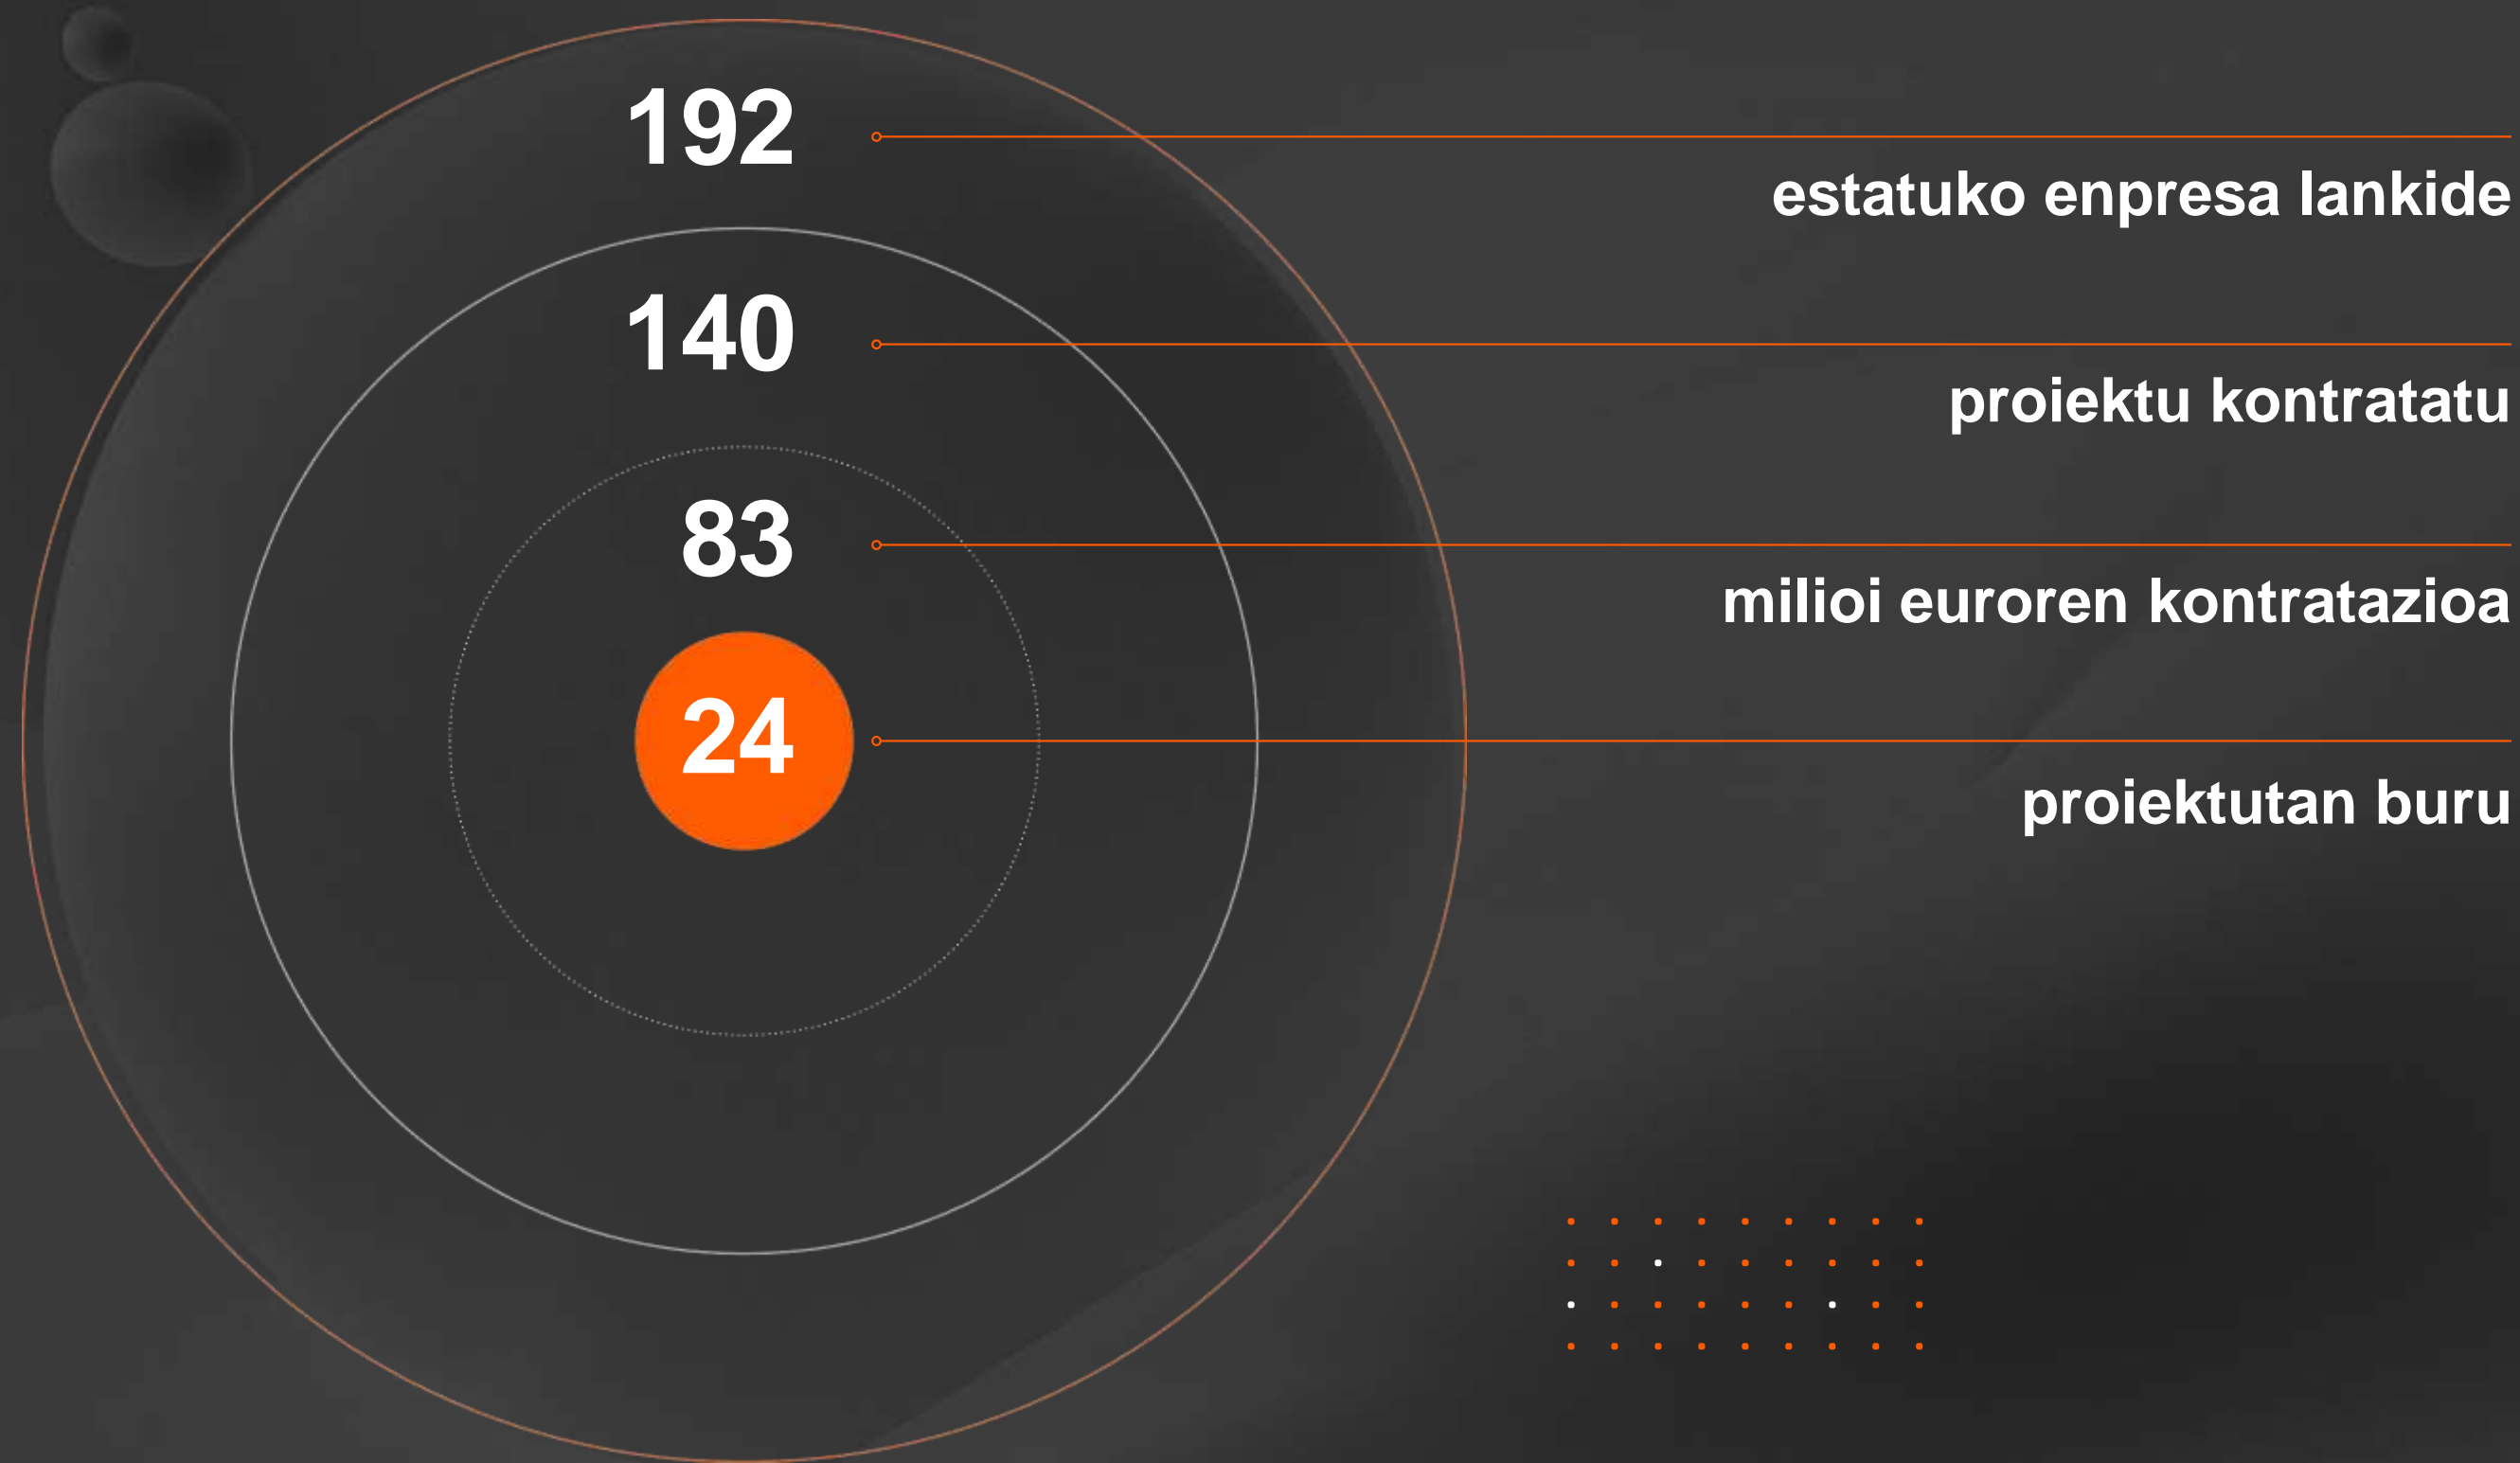 192
estatuko enpresa lankide
140
proiektu kontratatu
83
milioi euroren kontratazioa
24
proiektutan buru